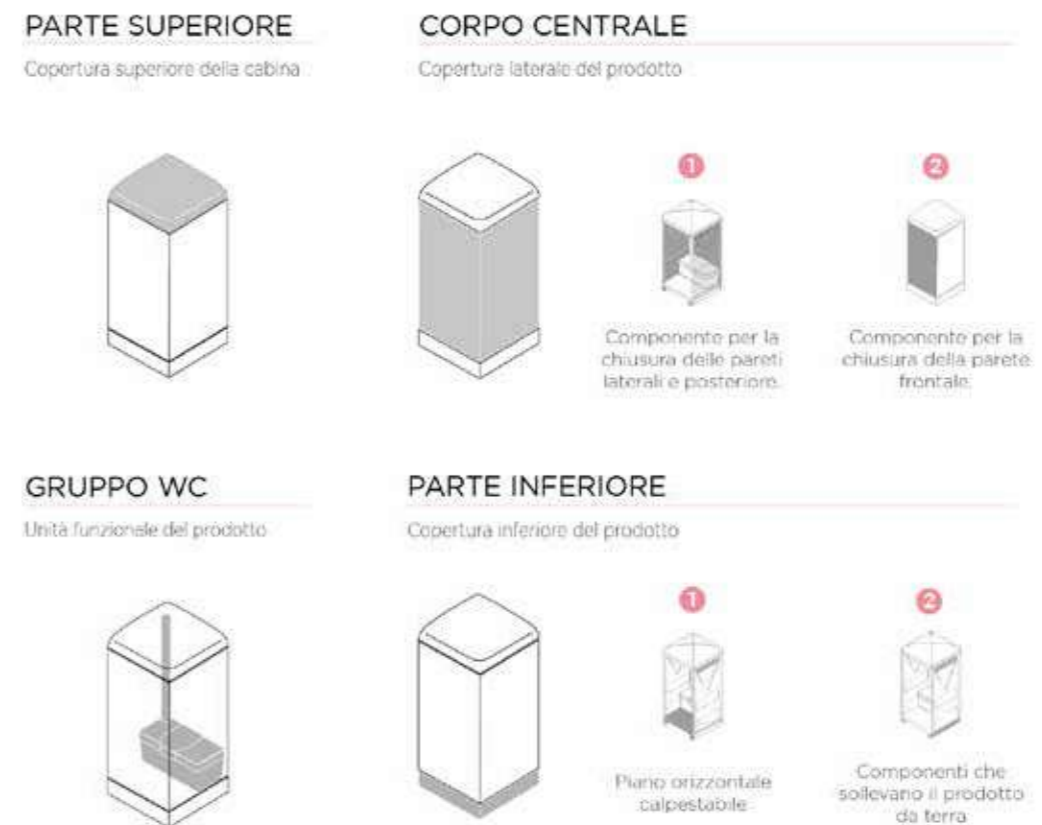 PARTE SUPERIORE
Copertura superiore della cabina
CORPO CENTRALE
Copertura laterale del prodotto
1
Componente per la
chiusura delle pareti
laterali e posteriore.
2
Componente per la
chiusura della parete
frontale.
GRUPPO WC
Unità funzionale del prodotto
PARTE INFERIORE
Copertura inferiore del prodotto
1
Piano orizzontale
calpestabile
2
Componenti che
sollevano il prodotto
da terra